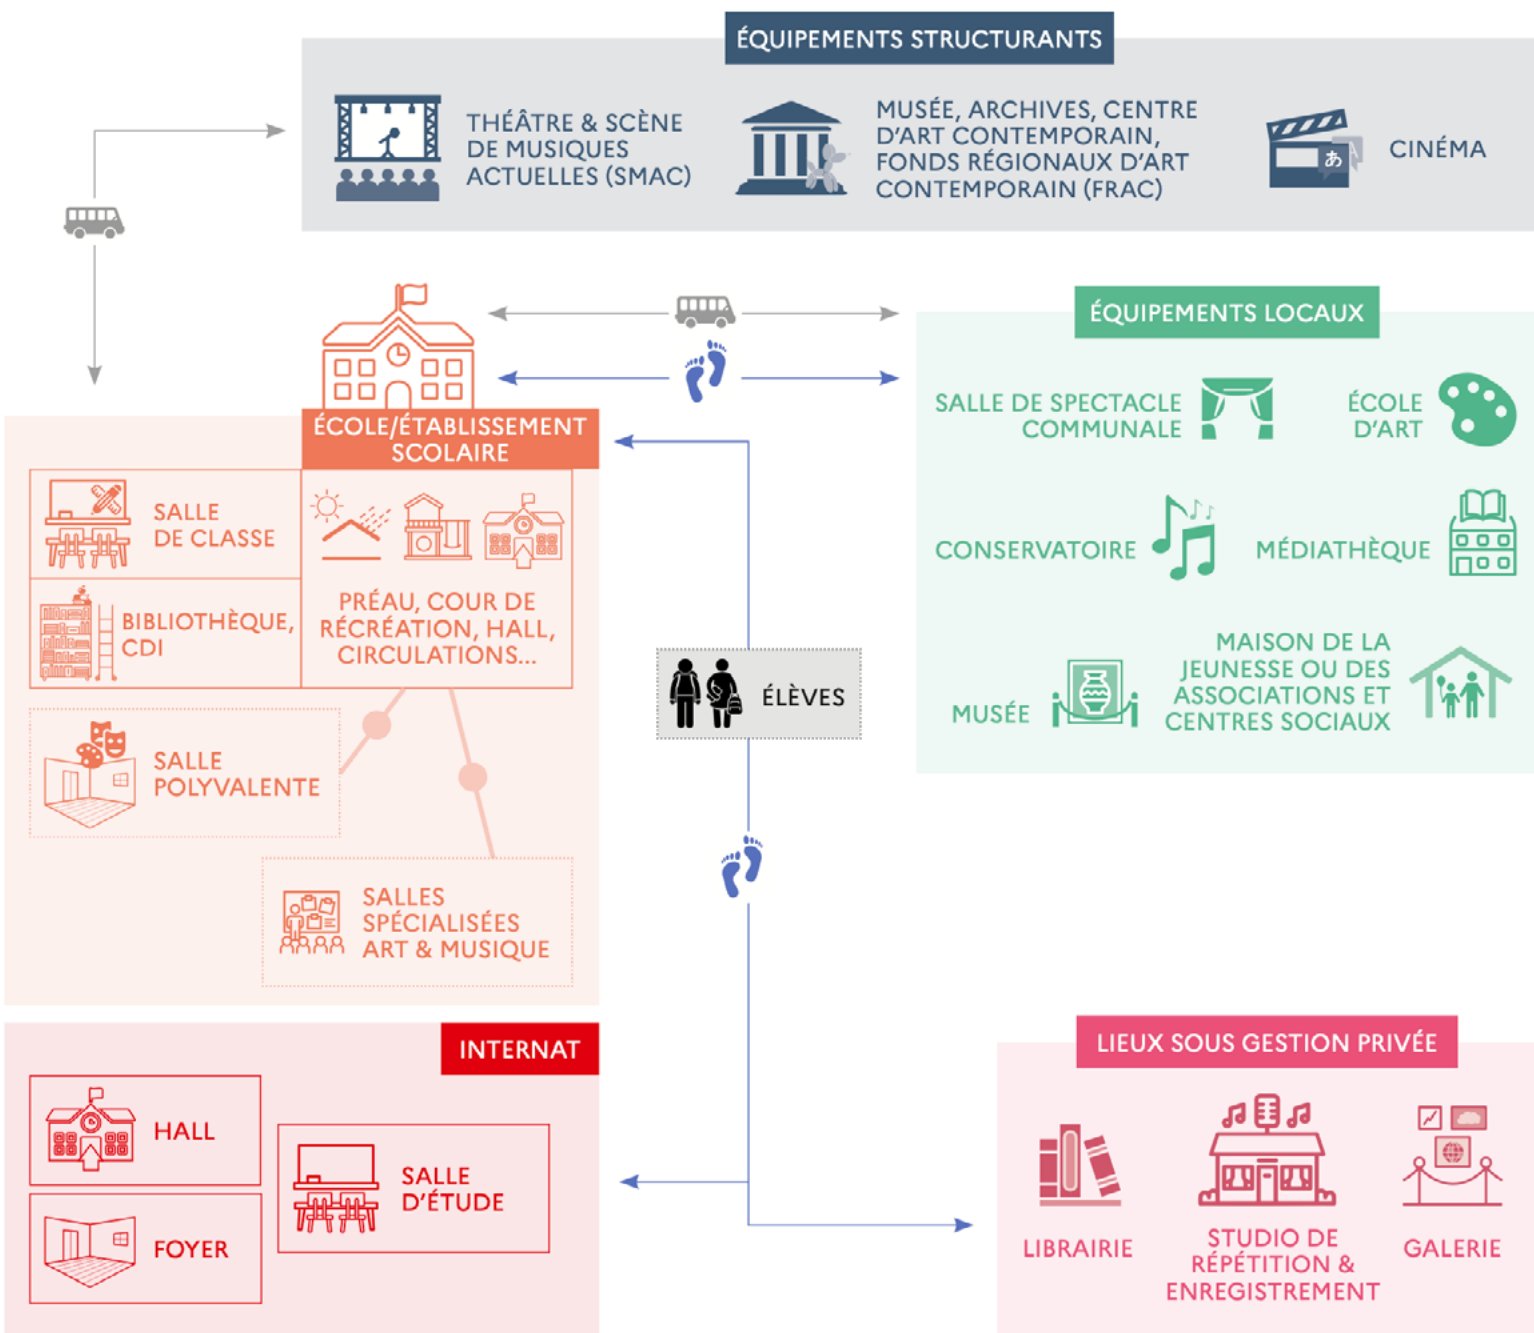 ÉQUIPEMENTS STRUCTURANTS
THÉÂTRE & SCÈNE
DE MUSIQUES
ACTUELLES (SMAC)
MUSÉE, ARCHIVES, CENTRE
D'ART CONTEMPORAIN,
FONDS RÉGIONAUX D'ART
CONTEMPORAIN (FRAC)
あ
A
CINÉMA
ÉQUIPEMENTS LOCAUX
SALLE DE SPECTACLE
COMMUNALE
ÉCOLE
D'ART
CONSERVATOIRE
MÉDIATHÈQUE
MUSÉE
MAISON DE LA
JEUNESSE OU DES
ASSOCIATIONS ET
CENTRES SOCIAUX
ÉCOLE/ÉTABLISSEMENT
SCOLAIRE
SALLE
DE CLASSE
BIBLIOTHÈQUE,
CDI
PRÉAU, COUR DE
RÉCRÉATION, HALL,
CIRCULATIONS...
SALLE
POLYVALENTE
SALLES
SPÉCIALISÉES
ART & MUSIQUE
ÉLÈVES
INTERNAT
HALL
FOYER
SALLE
D'ÉTUDE
LIEUX SOUS GESTION PRIVÉE
LIBRAIRIE
STUDIO DE
RÉPÉTITION &
ENREGISTREMENT
GALERIE